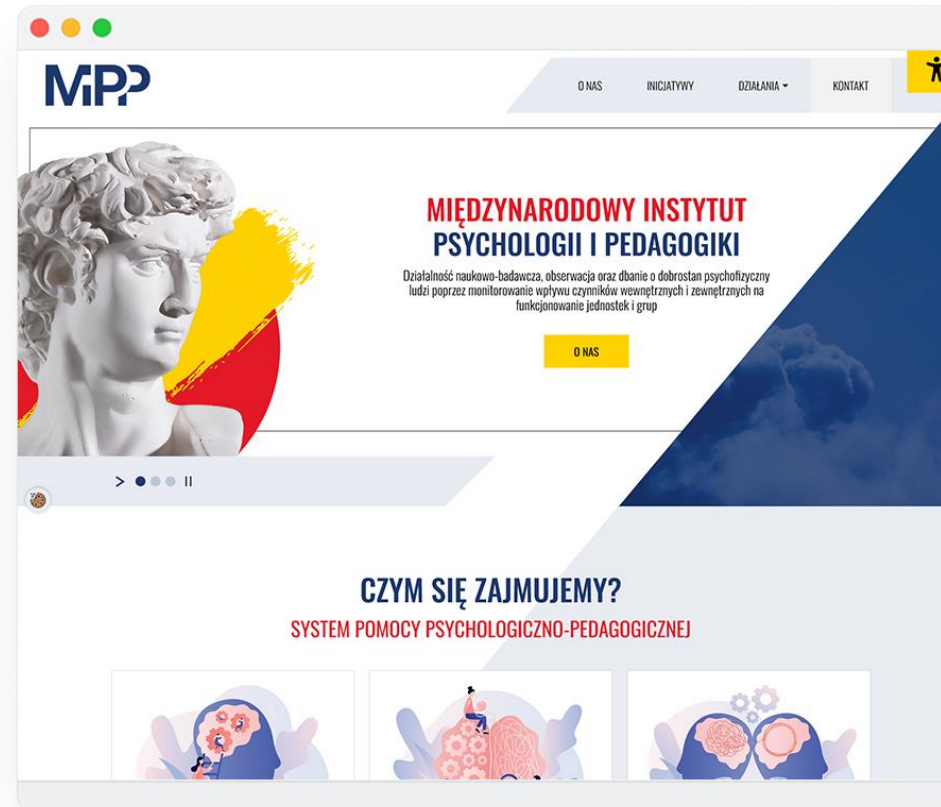 MiPP
O NAS
INICJATYWY
DZIAŁANIA
KONTAKT
MIĘDZYNARODOWY INSTYTUT
PSYCHOLOGII I PEDAGOGIKI
Działalność naukowo-badawcza, obserwacja oraz dbanie o dobrostan psychofizyczny
ludzi poprzez monitorowanie wpływu czynników wewnętrznych i zewnętrznych na
funkcjonowanie jednostek i grup
O NAS
CZYM SIĘ ZAJMUJEMY?
SYSTEM POMOCY PSYCHOLOGICZNO-PEDAGOGICZNEJ